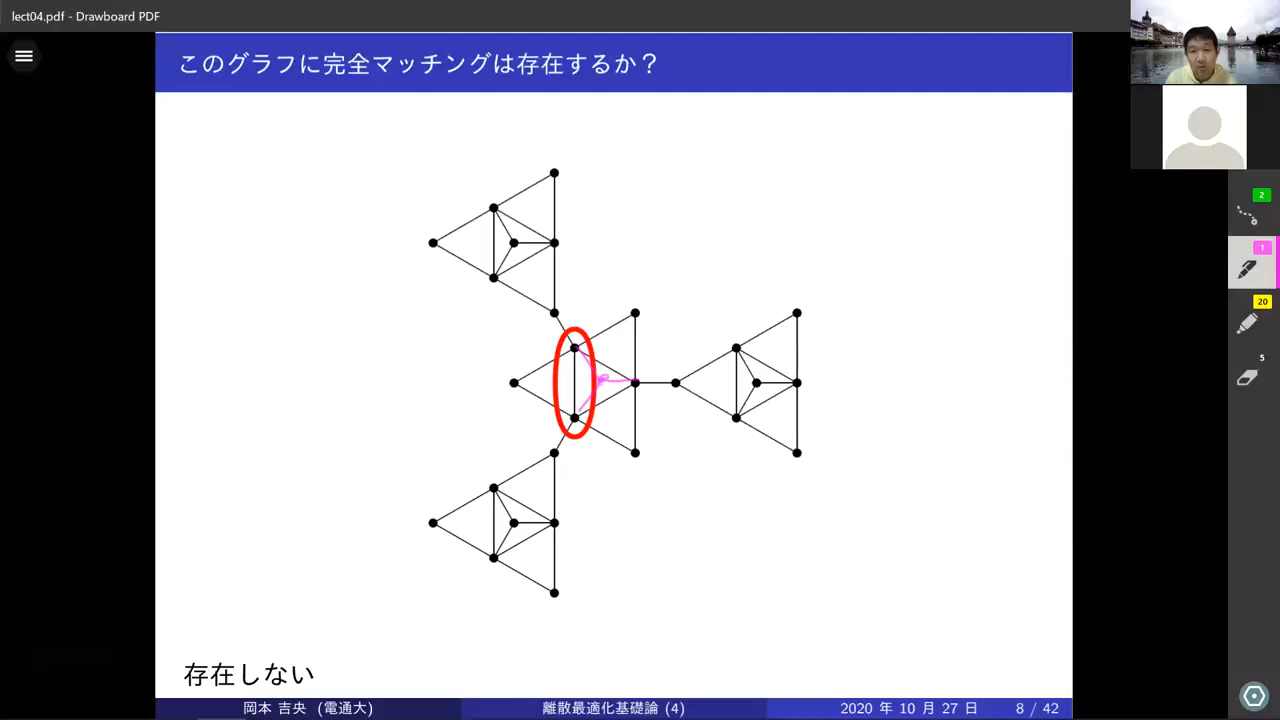 lect04.pdf - Drawboard PDF
このグラフに完全マッチングは存在するか？
2
1
20
5
存在しない
岡本 吉央 (電通大)
離散最適化基礎論 (4)
2020 年 10 月 27 日
8 / 42